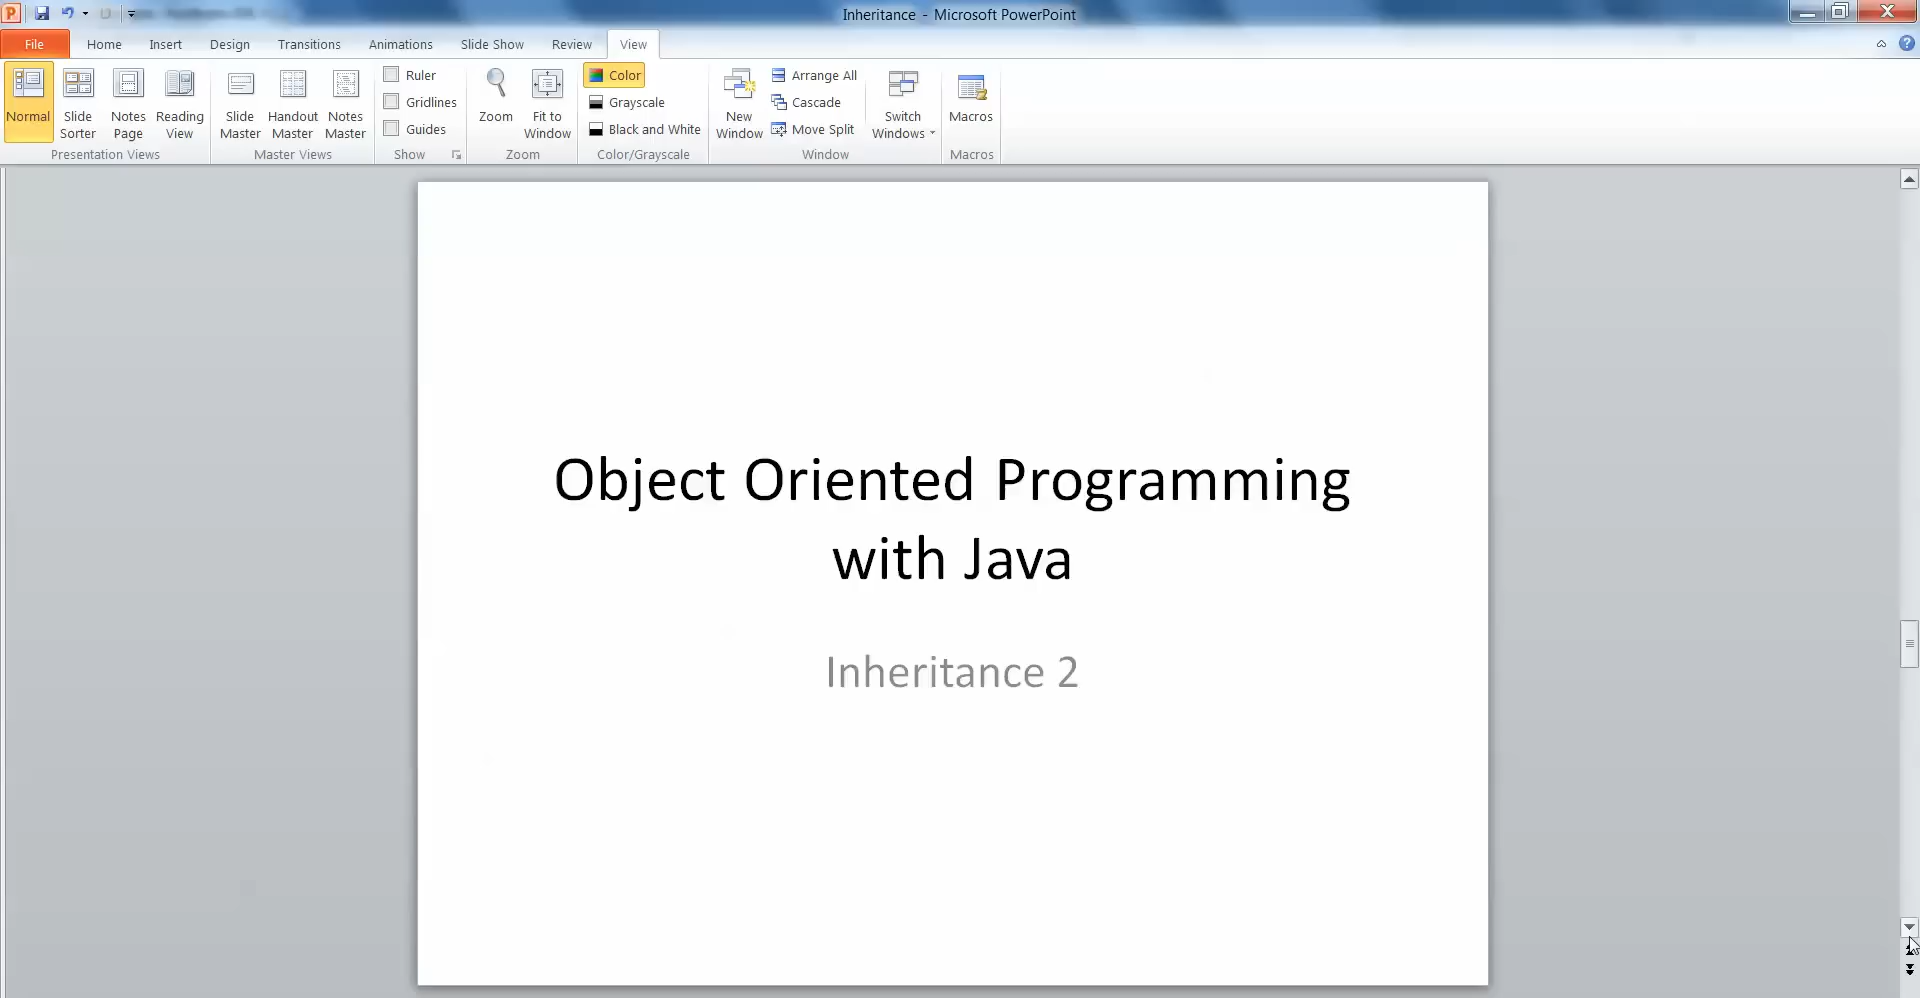 Inheritance - Microsoft PowerPoint
File Home Insert Design Transitions Animations Slide Show Review View
Normal Slide Sorter Notes Page Reading View
Presentation Views
Slide Master Handout Master Notes Master
Master Views
Ruler
Gridlines
Guides
Show
Zoom Fit to Window
Zoom
Color
Grayscale
Black and White
Color/Grayscale
New Window
Arrange All
Cascade
Move Split
Switch Windows
Window
Macros
Macros
Object Oriented Programming
with Java
Inheritance 2